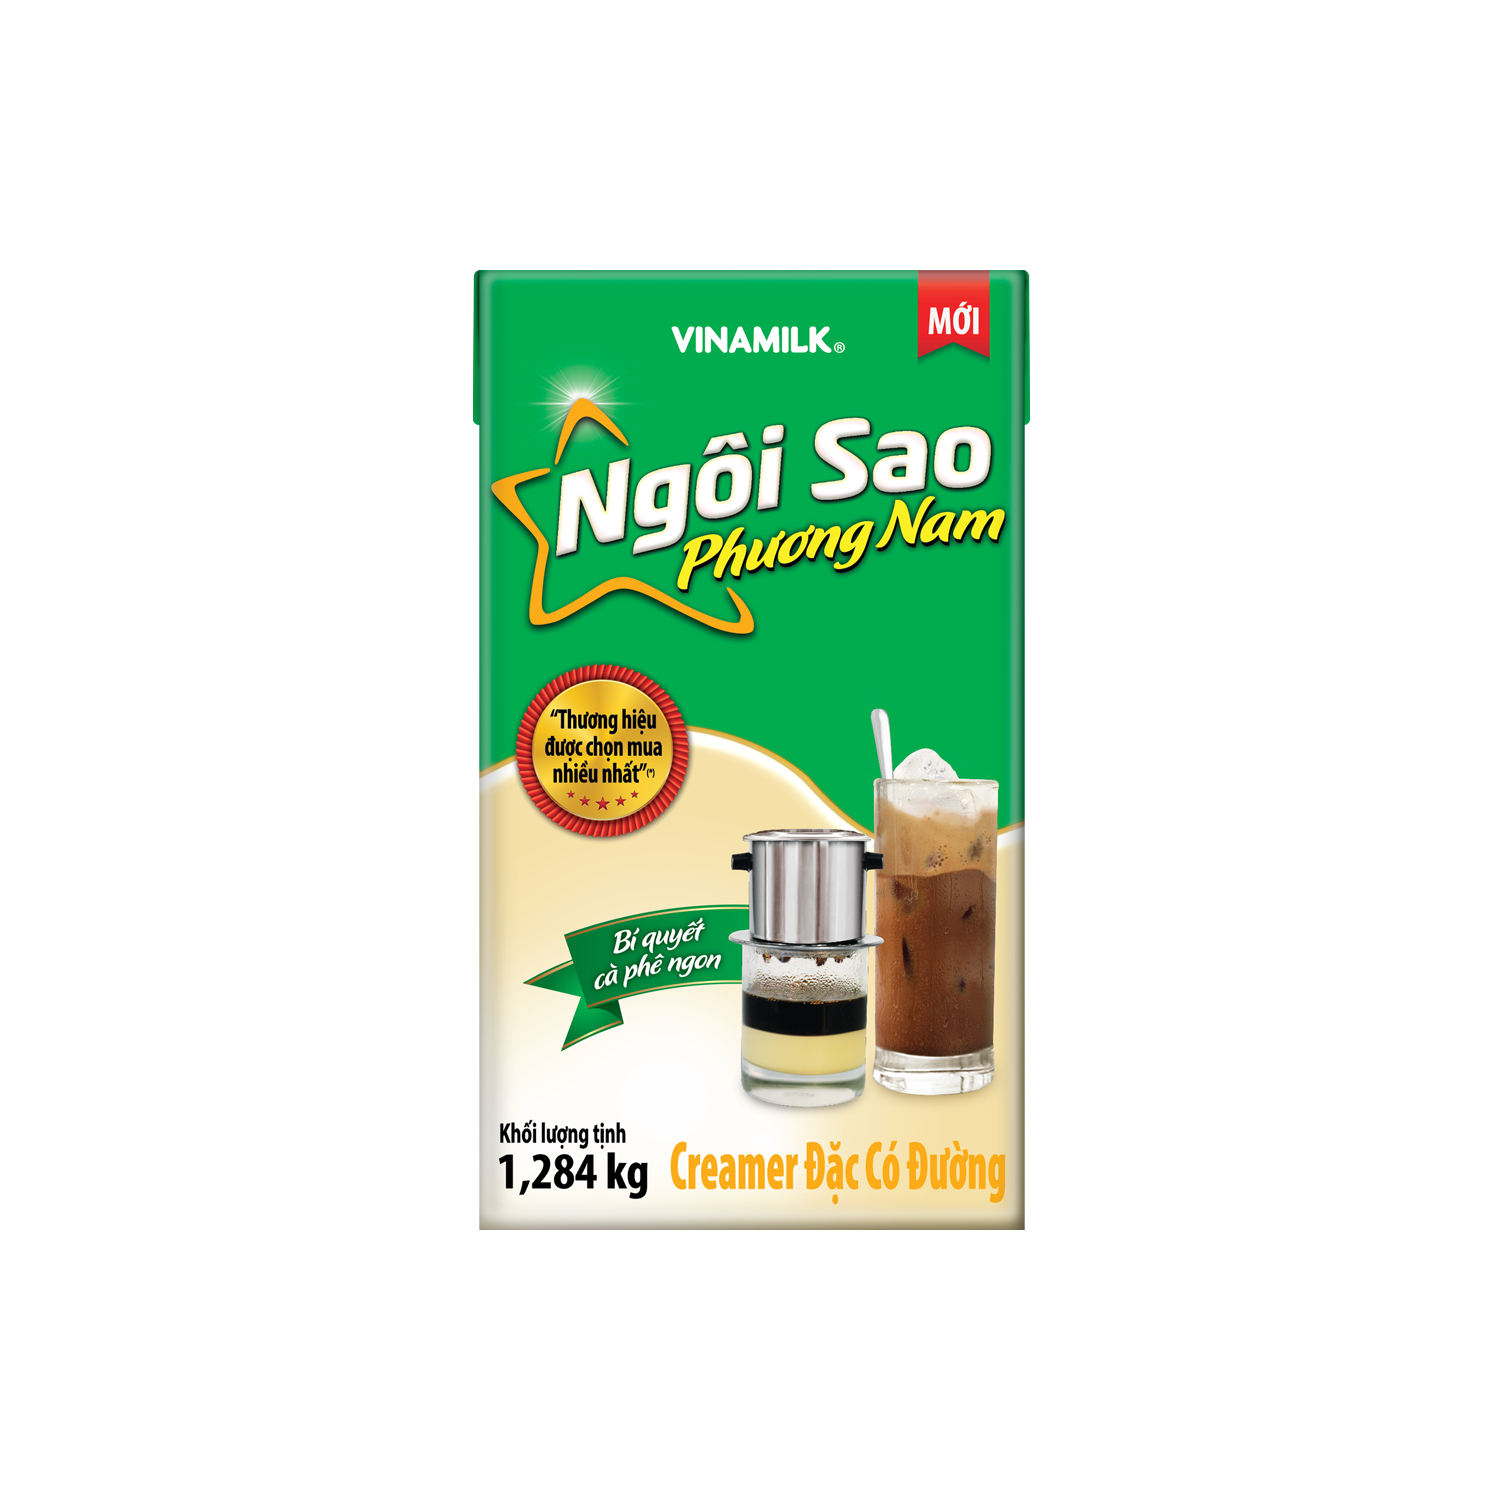 MỚI
VINAMILK®
Ngôi Sao
Phương Nam
“Thương hiệu
được chọn mua
nhiều nhất”(*)
Bí quyết
cà phê ngon
Khối lượng tịnh
1,284 kg
Creamer Đặc Có Đường